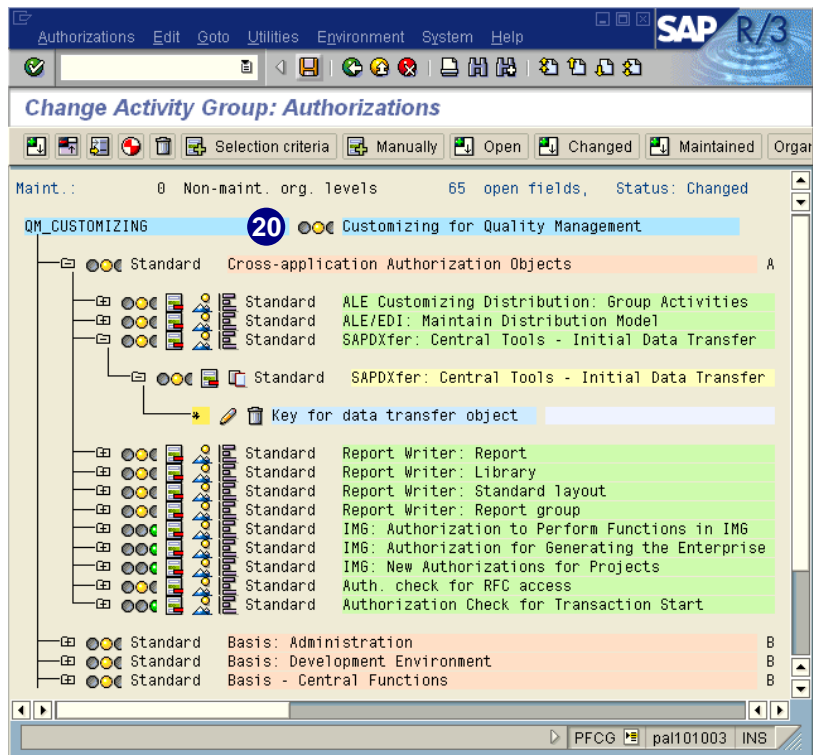 SAP R/3
Authorizations Edit Goto Utilities Environment System Help
Change Activity Group: Authorizations
Selection criteria Manually Open Changed Maintained Organ
Maint.: 0 Non-maint. org. levels 65 open fields, Status: Changed
QM_CUSTOMIZING 20 Customizing for Quality Management
Standard Cross-application Authorization Objects A
Standard ALE Customizing Distribution: Group Activities
Standard ALE/EDI: Maintain Distribution Model
Standard SAPDXfer: Central Tools - Initial Data Transfer
Standard SAPDXfer: Central Tools - Initial Data Transfer
* Key for data transfer object
Standard Report Writer: Report
Standard Report Writer: Library
Standard Report Writer: Standard layout
Standard Report Writer: Report group
Standard IMG: Authorization to Perform Functions in IMG
Standard IMG: Authorization for Generating the Enterprise
Standard IMG: New Authorizations for Projects
Standard Auth. check for RFC access
Standard Authorization Check for Transaction Start
Standard Basis: Administration B
Standard Basis: Development Environment B
Standard Basis - Central Functions B
PFCG pal101003 INS